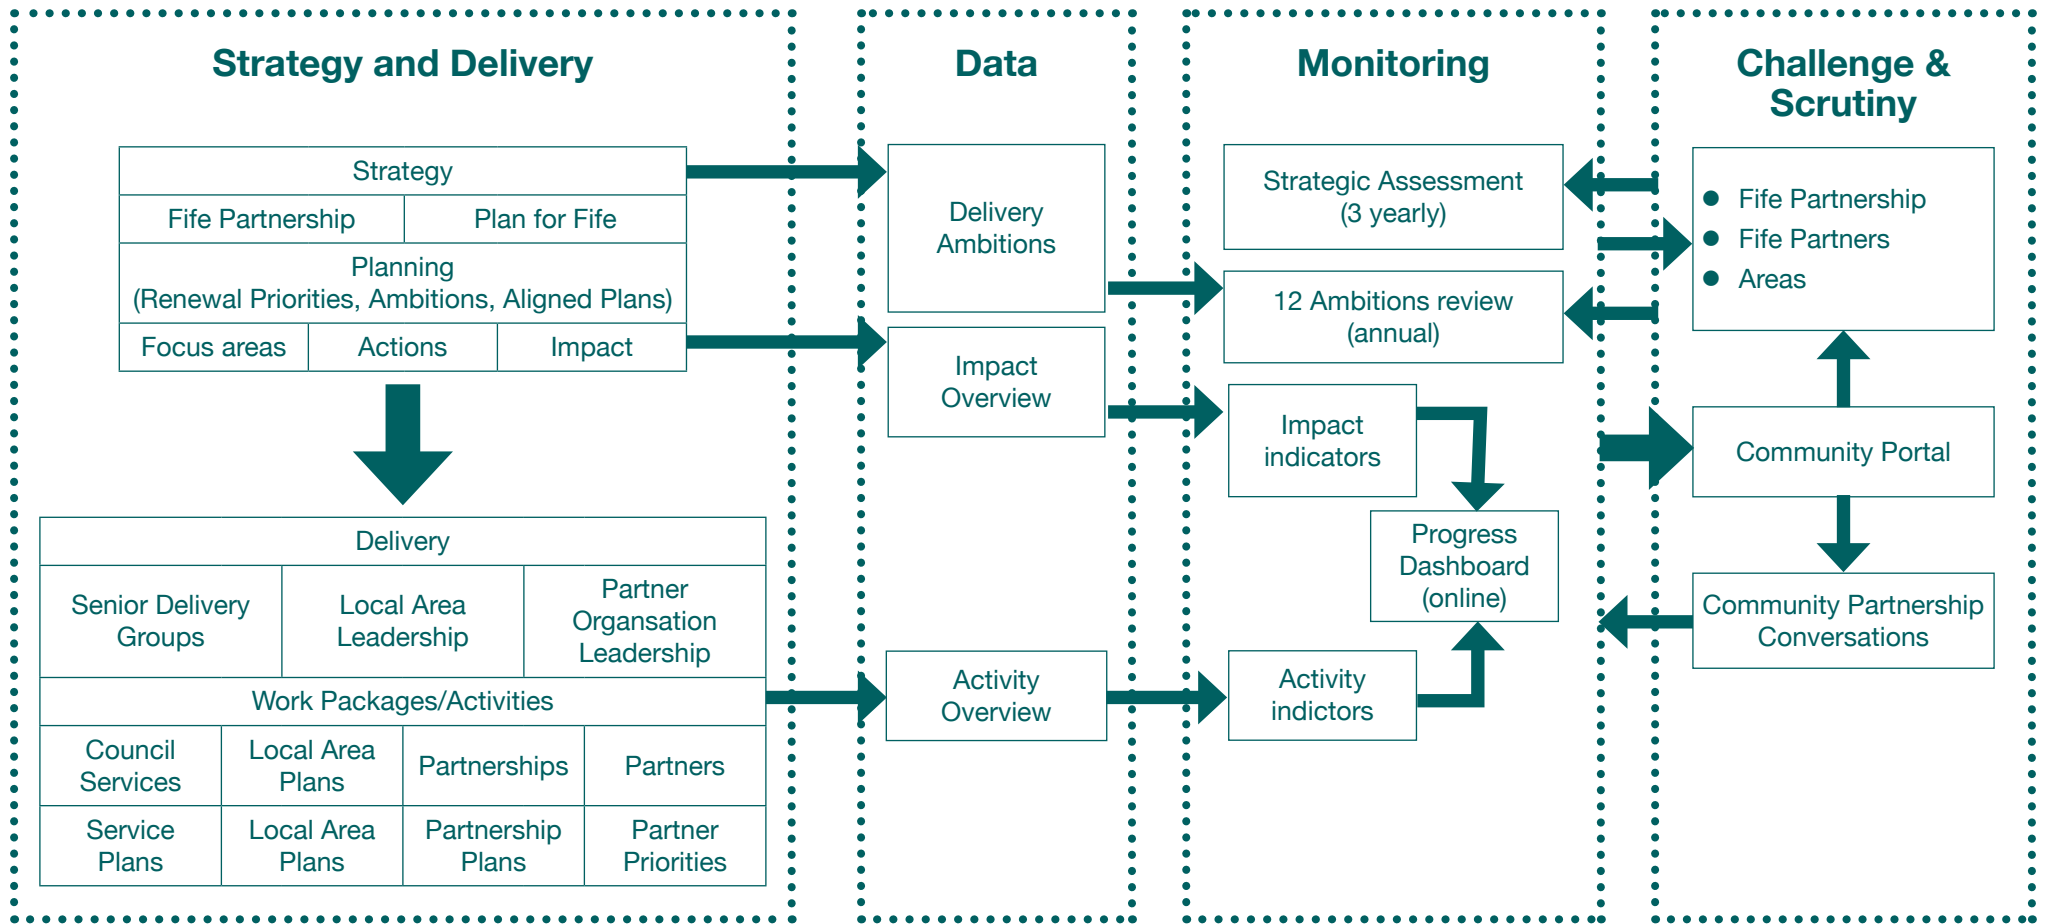 Strategy and Delivery
Strategy
Fife Partnership
Plan for Fife
Planning
(Renewal Priorities, Ambitions, Aligned Plans)
Focus areas
Actions
Impact
Delivery
Senior Delivery
Groups
Local Area
Leadership
Partner
Organsation
Leadership
Work Packages/Activities
Council
Services
Local Area
Plans
Partnerships
Partners
Service
Plans
Local Area
Plans
Partnership
Plans
Partner
Priorities
Data
Delivery
Ambitions
Impact
Overview
Activity
Overview
Monitoring
Strategic Assessment
(3 yearly)
12 Ambitions review
(annual)
Impact
indicators
Progress
Dashboard
(online)
Activity
indictors
Challenge &
Scrutiny
● Fife Partnership
● Fife Partners
● Areas
Community Portal
Community Partnership
Conversations